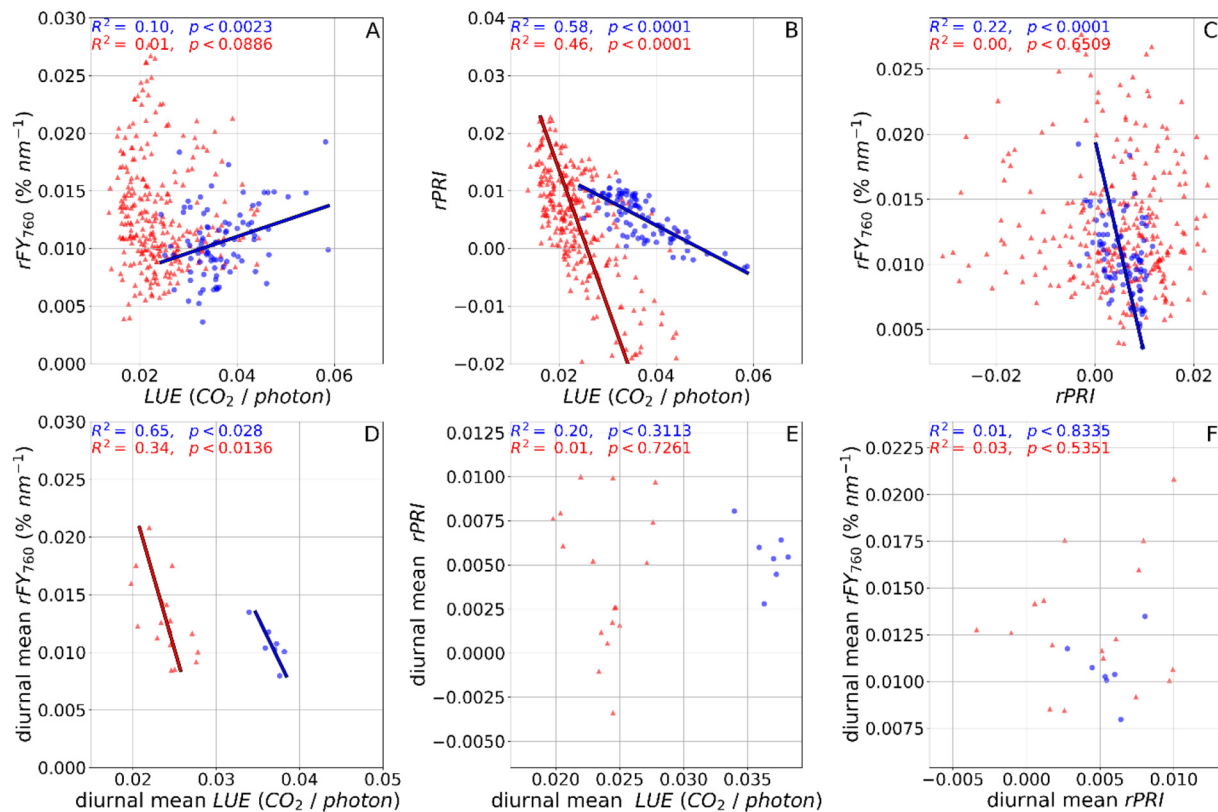 R² = 0.10, p < 0.0023
R² = 0.01, p < 0.0886
A
0.030
0.025
0.020
0.015
0.010
0.005
0.000
rFY₇₆₀ (% nm⁻¹)
0.02 0.04 0.06
LUE (CO₂ / photon)
R² = 0.58, p < 0.0001
R² = 0.46, p < 0.0001
B
0.04
0.03
0.02
0.01
0.00
−0.01
−0.02
rPRI
0.02 0.04 0.06
LUE (CO₂ / photon)
R² = 0.22, p < 0.0001
R² = 0.00, p < 0.6509
C
0.025
0.020
0.015
0.010
0.005
rFY₇₆₀ (% nm⁻¹)
−0.02 0.00 0.02
rPRI
R² = 0.65, p < 0.028
R² = 0.34, p < 0.0136
D
0.030
0.025
0.020
0.015
0.010
0.005
0.000
diurnal mean rFY₇₆₀ (% nm⁻¹)
0.02 0.03 0.04 0.05
diurnal mean LUE (CO₂ / photon)
R² = 0.20, p < 0.3113
R² = 0.01, p < 0.7261
E
0.0125
0.0100
0.0075
0.0050
0.0025
0.0000
−0.0025
−0.0050
diurnal mean rPRI
0.020 0.025 0.030 0.035
diurnal mean LUE (CO₂ / photon)
R² = 0.01, p < 0.8335
R² = 0.03, p < 0.5351
F
0.0225
0.0200
0.0175
0.0150
0.0125
0.0100
0.0075
diurnal mean rFY₇₆₀ (% nm⁻¹)
−0.005 0.000 0.005 0.010
diurnal mean rPRI